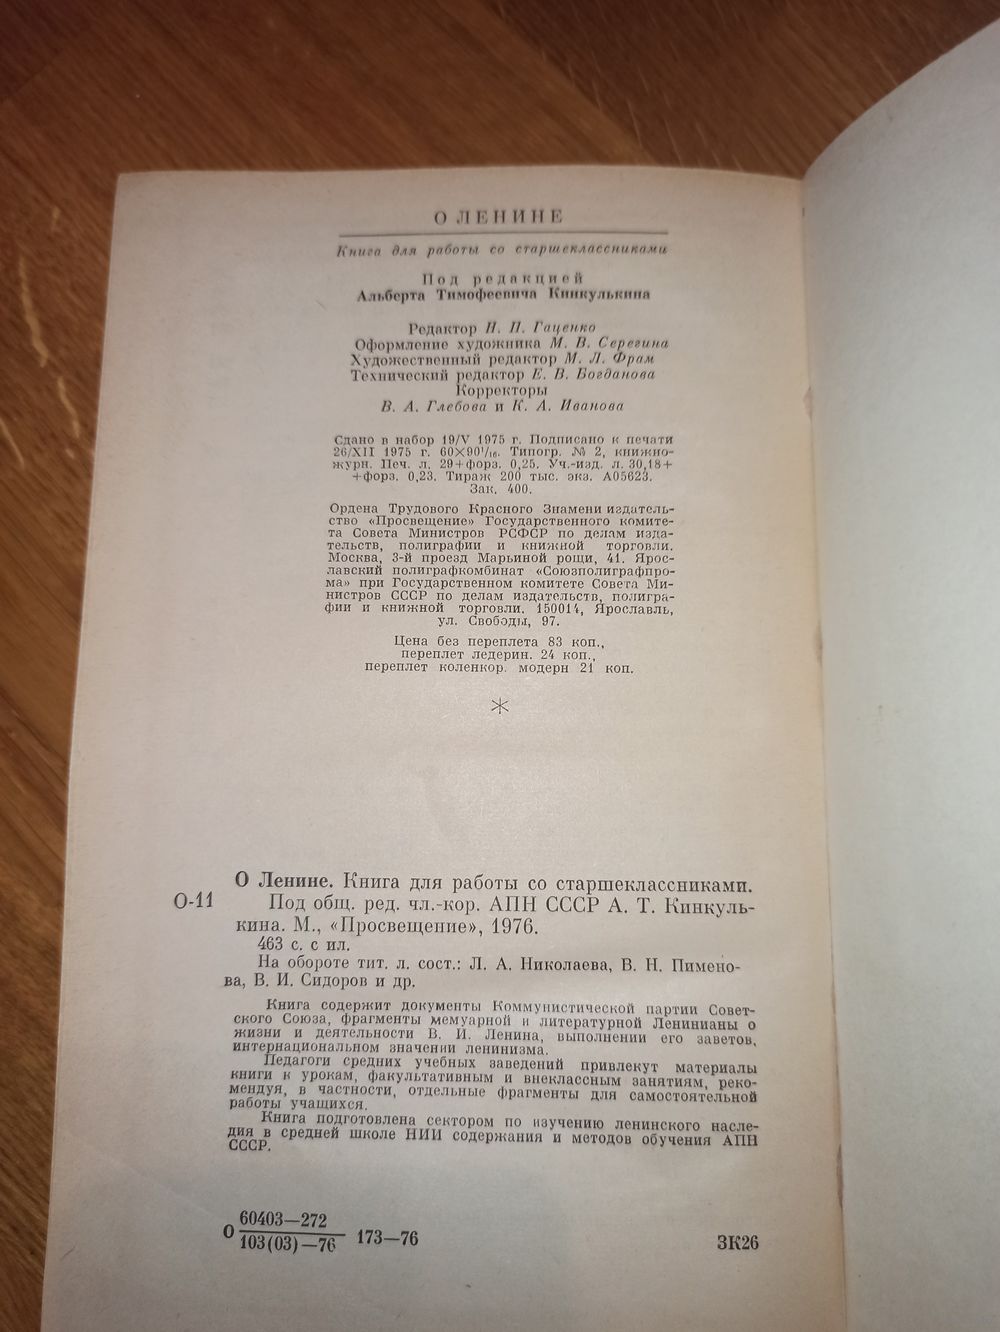 О ЛЕНИНЕ
Книга для работы со старшеклассниками
Под редакцией
Альберта Тимофеевича Кинкулькина
Редактор Н. П. Гаценко
Оформление художника М. В. Серегина
Художественный редактор М. Л. Фрам
Технический редактор Е. В. Богданова
Корректоры
В. А. Глебова и К. А. Иванова
Сдано в набор 19/V 1975 г. Подписано к печати
26/XII 1975 г. 60×90¹/₁₆. Типогр. № 2, книжно-
журн. Печ. л. 29+форз. 0,25. Уч.-изд. л. 30,18+
+форз. 0,23. Тираж 200 тыс. экз. А05623.
Зак. 400.
Ордена Трудового Красного Знамени издатель-
ство «Просвещение» Государственного комите-
та Совета Министров РСФСР по делам изда-
тельств, полиграфии и книжной торговли.
Москва, 3-й проезд Марьиной рощи, 41. Ярос-
лавский полиграфкомбинат «Союзполиграфпро-
ма» при Государственном комитете Совета Ми-
нистров СССР по делам издательств, полигра-
фии и книжной торговли. 150014, Ярославль,
ул. Свободы, 97.
Цена без переплета 83 коп.,
переплет ледерин. 24 коп.,
переплет коленкор. модерн 21 коп.
*
О Ленине. Книга для работы со старшеклассниками.
О-11 Под общ. ред. чл.-кор. АПН СССР А. Т. Кинкуль-
кина. М., «Просвещение», 1976.
463 с. с ил.
На обороте тит. л. сост.: Л. А. Николаева, В. Н. Пимено-
ва, В. И. Сидоров и др.
Книга содержит документы Коммунистической партии Совет-
ского Союза, фрагменты мемуарной и литературной Ленинианы о
жизни и деятельности В. И. Ленина, выполнении его заветов,
интернациональном значении ленинизма.
Педагоги средних учебных заведений привлекут материалы
книги к урокам, факультативным и внеклассным занятиям, реко-
мендуя, в частности, отдельные фрагменты для самостоятельной
работы учащихся.
Книга подготовлена сектором по изучению ленинского насле-
дия в средней школе НИИ содержания и методов обучения АПН
СССР.
60403—272
О 173—76 3К26
103(03)—76